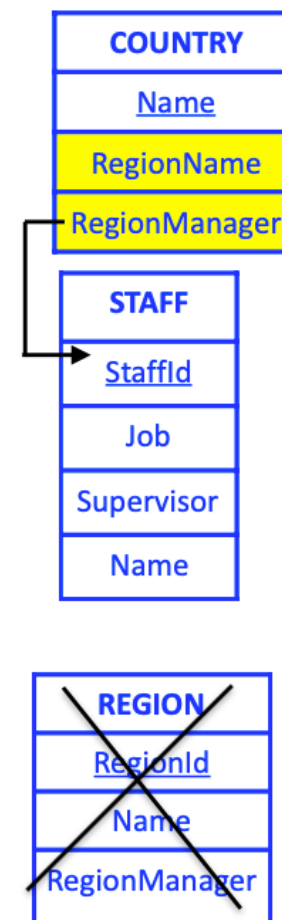 COUNTRY
Name
RegionName
RegionManager
STAFF
StaffId
Job
Supervisor
Name
REGION
RegionId
Name
RegionManager